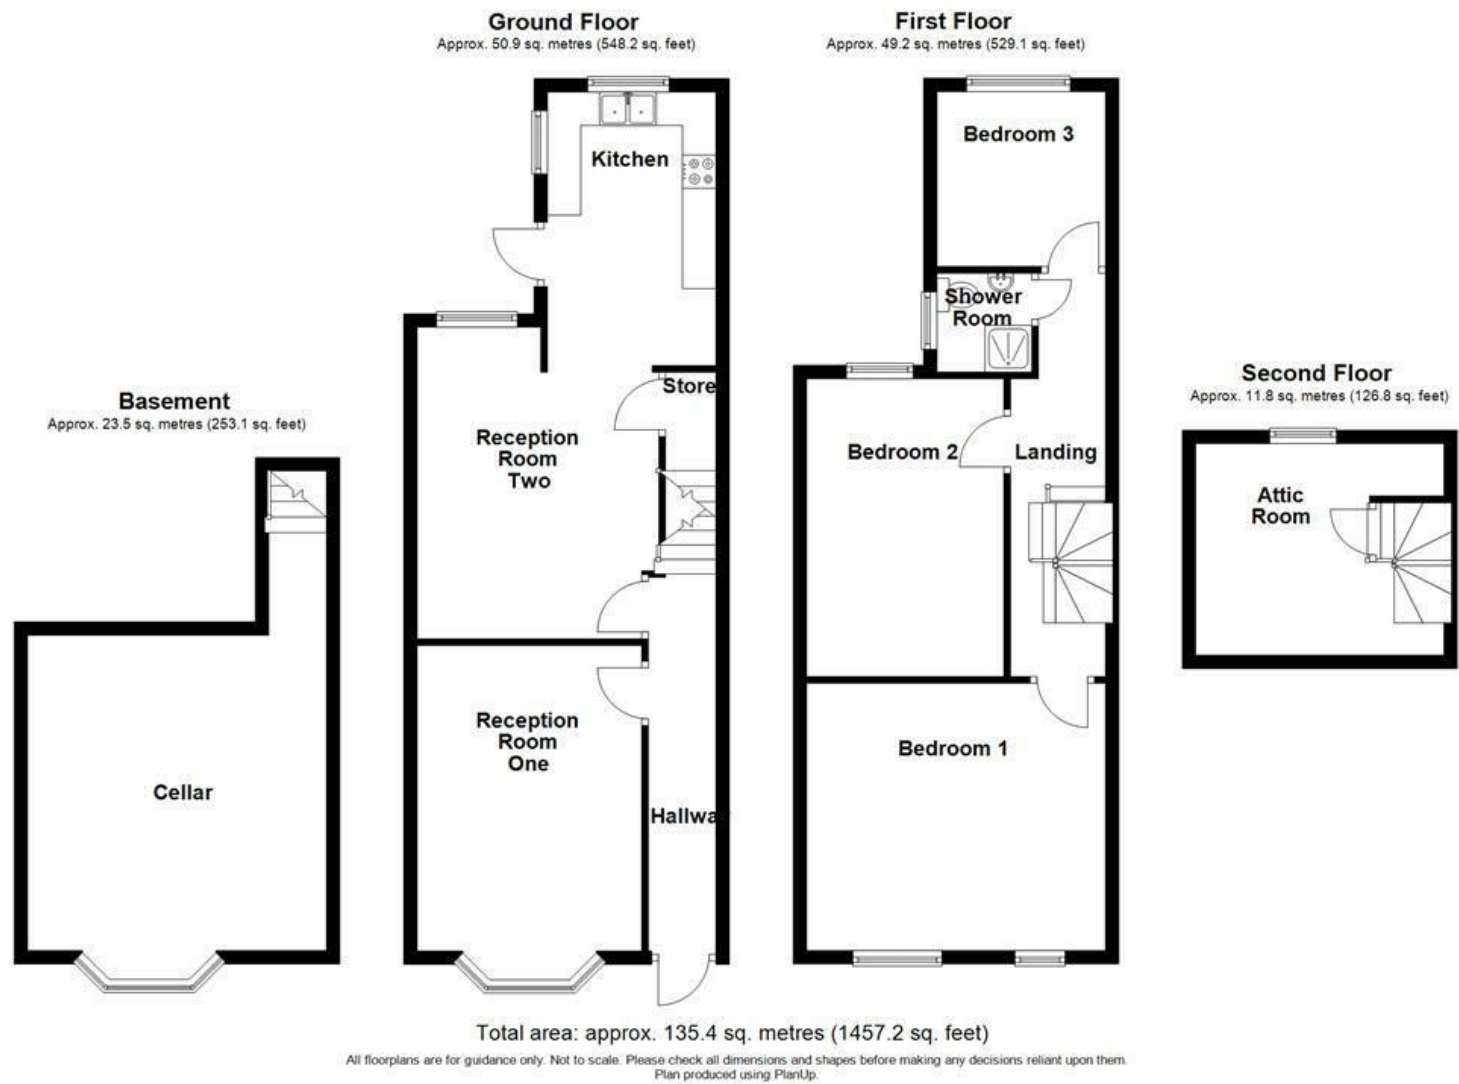 Ground Floor
Approx. 50.9 sq. metres (548.2 sq. feet)
First Floor
Approx. 49.2 sq. metres (529.1 sq. feet)
Kitchen
Bedroom 3
Shower
Room
Store
Second Floor
Approx. 11.8 sq. metres (126.8 sq. feet)
Basement
Approx. 23.5 sq. metres (253.1 sq. feet)
Reception
Room
Two
Bedroom 2
Landing
Attic
Room
Reception
Room
One
Bedroom 1
Cellar
Hallwa
Total area: approx. 135.4 sq. metres (1457.2 sq. feet)
All floorplans are for guidance only. Not to scale. Please check all dimensions and shapes before making any decisions reliant upon them.
Plan produced using PlanUp.